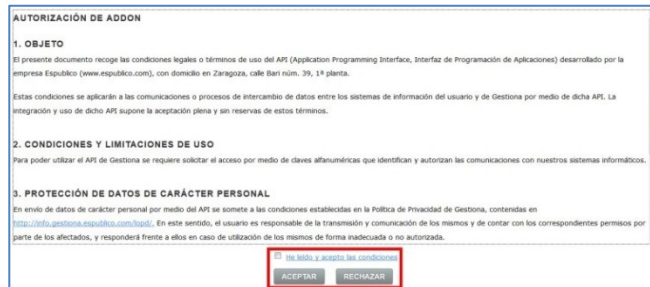 AUTORIZACIÓN DE ADDON
1. OBJETO
El presente documento recoge las condiciones legales o términos de uso del API (Application Programming Interface, Interfaz de Programación de Aplicaciones) desarrollado por la
empresa Espublico (www.espublico.com), con domicilio en Zaragoza, calle Bari núm. 39, 1ª planta.
Estas condiciones se aplicarán a las comunicaciones o procesos de intercambio de datos entre los sistemas de información del usuario y de Gestiona por medio de dicha API. La
integración y uso de dicho API supone la aceptación plena y sin reservas de estos términos.
2. CONDICIONES Y LIMITACIONES DE USO
Para poder utilizar el API de Gestiona se requiere solicitar el acceso por medio de claves alfanuméricas que identifican y autorizan las comunicaciones con nuestros sistemas informáticos.
3. PROTECCIÓN DE DATOS DE CARÁCTER PERSONAL
En envio de datos de carácter personal por medio del API se somete a las condiciones establecidas en la Política de Privacidad de Gestiona, contenidas en
http://info.gestiona.espublico.com/lopd/. En este sentido, el usuario es responsable de la transmisión y comunicación de los mismos y de contar con los correspondientes permisos por
parte de los afectados, y responderá frente a ellos en caso de utilización de los mismos de forma inadecuada o no autorizada.
He leído y acepto las condiciones
ACEPTAR RECHAZAR